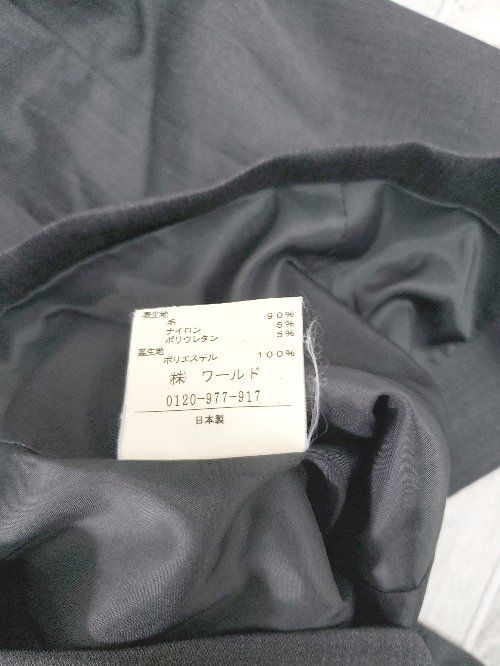 表生地
毛 90%
ナイロン 5%
ポリウレタン 5%
裏生地
ポリエステル 100%
㈱ ワールド
0120-977-917
日本製